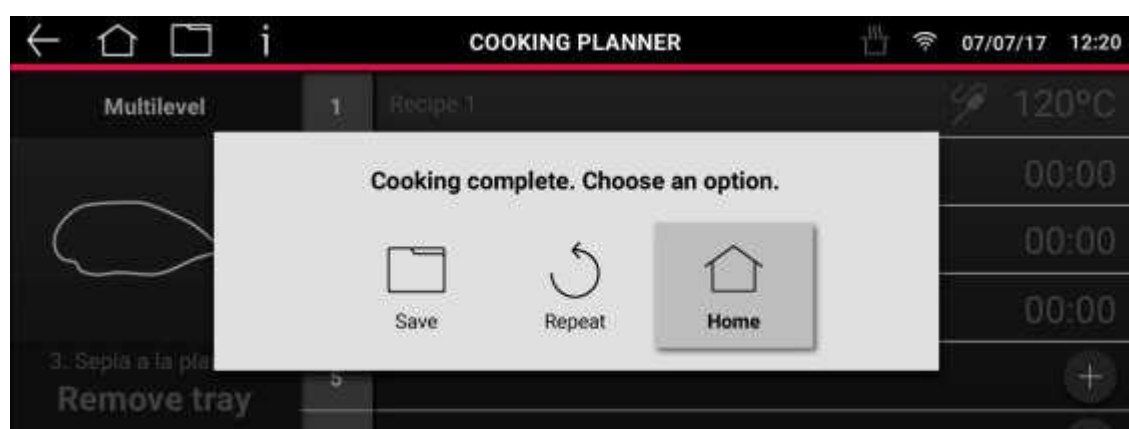 i COOKING PLANNER 07/07/17 12:20
Multilevel 1 Recipe 1 120ºC
Cooking complete. Choose an option.
00:00
00:00
Save Repeat Home
00:00
3. Sepia a la pla
5
Remove tray